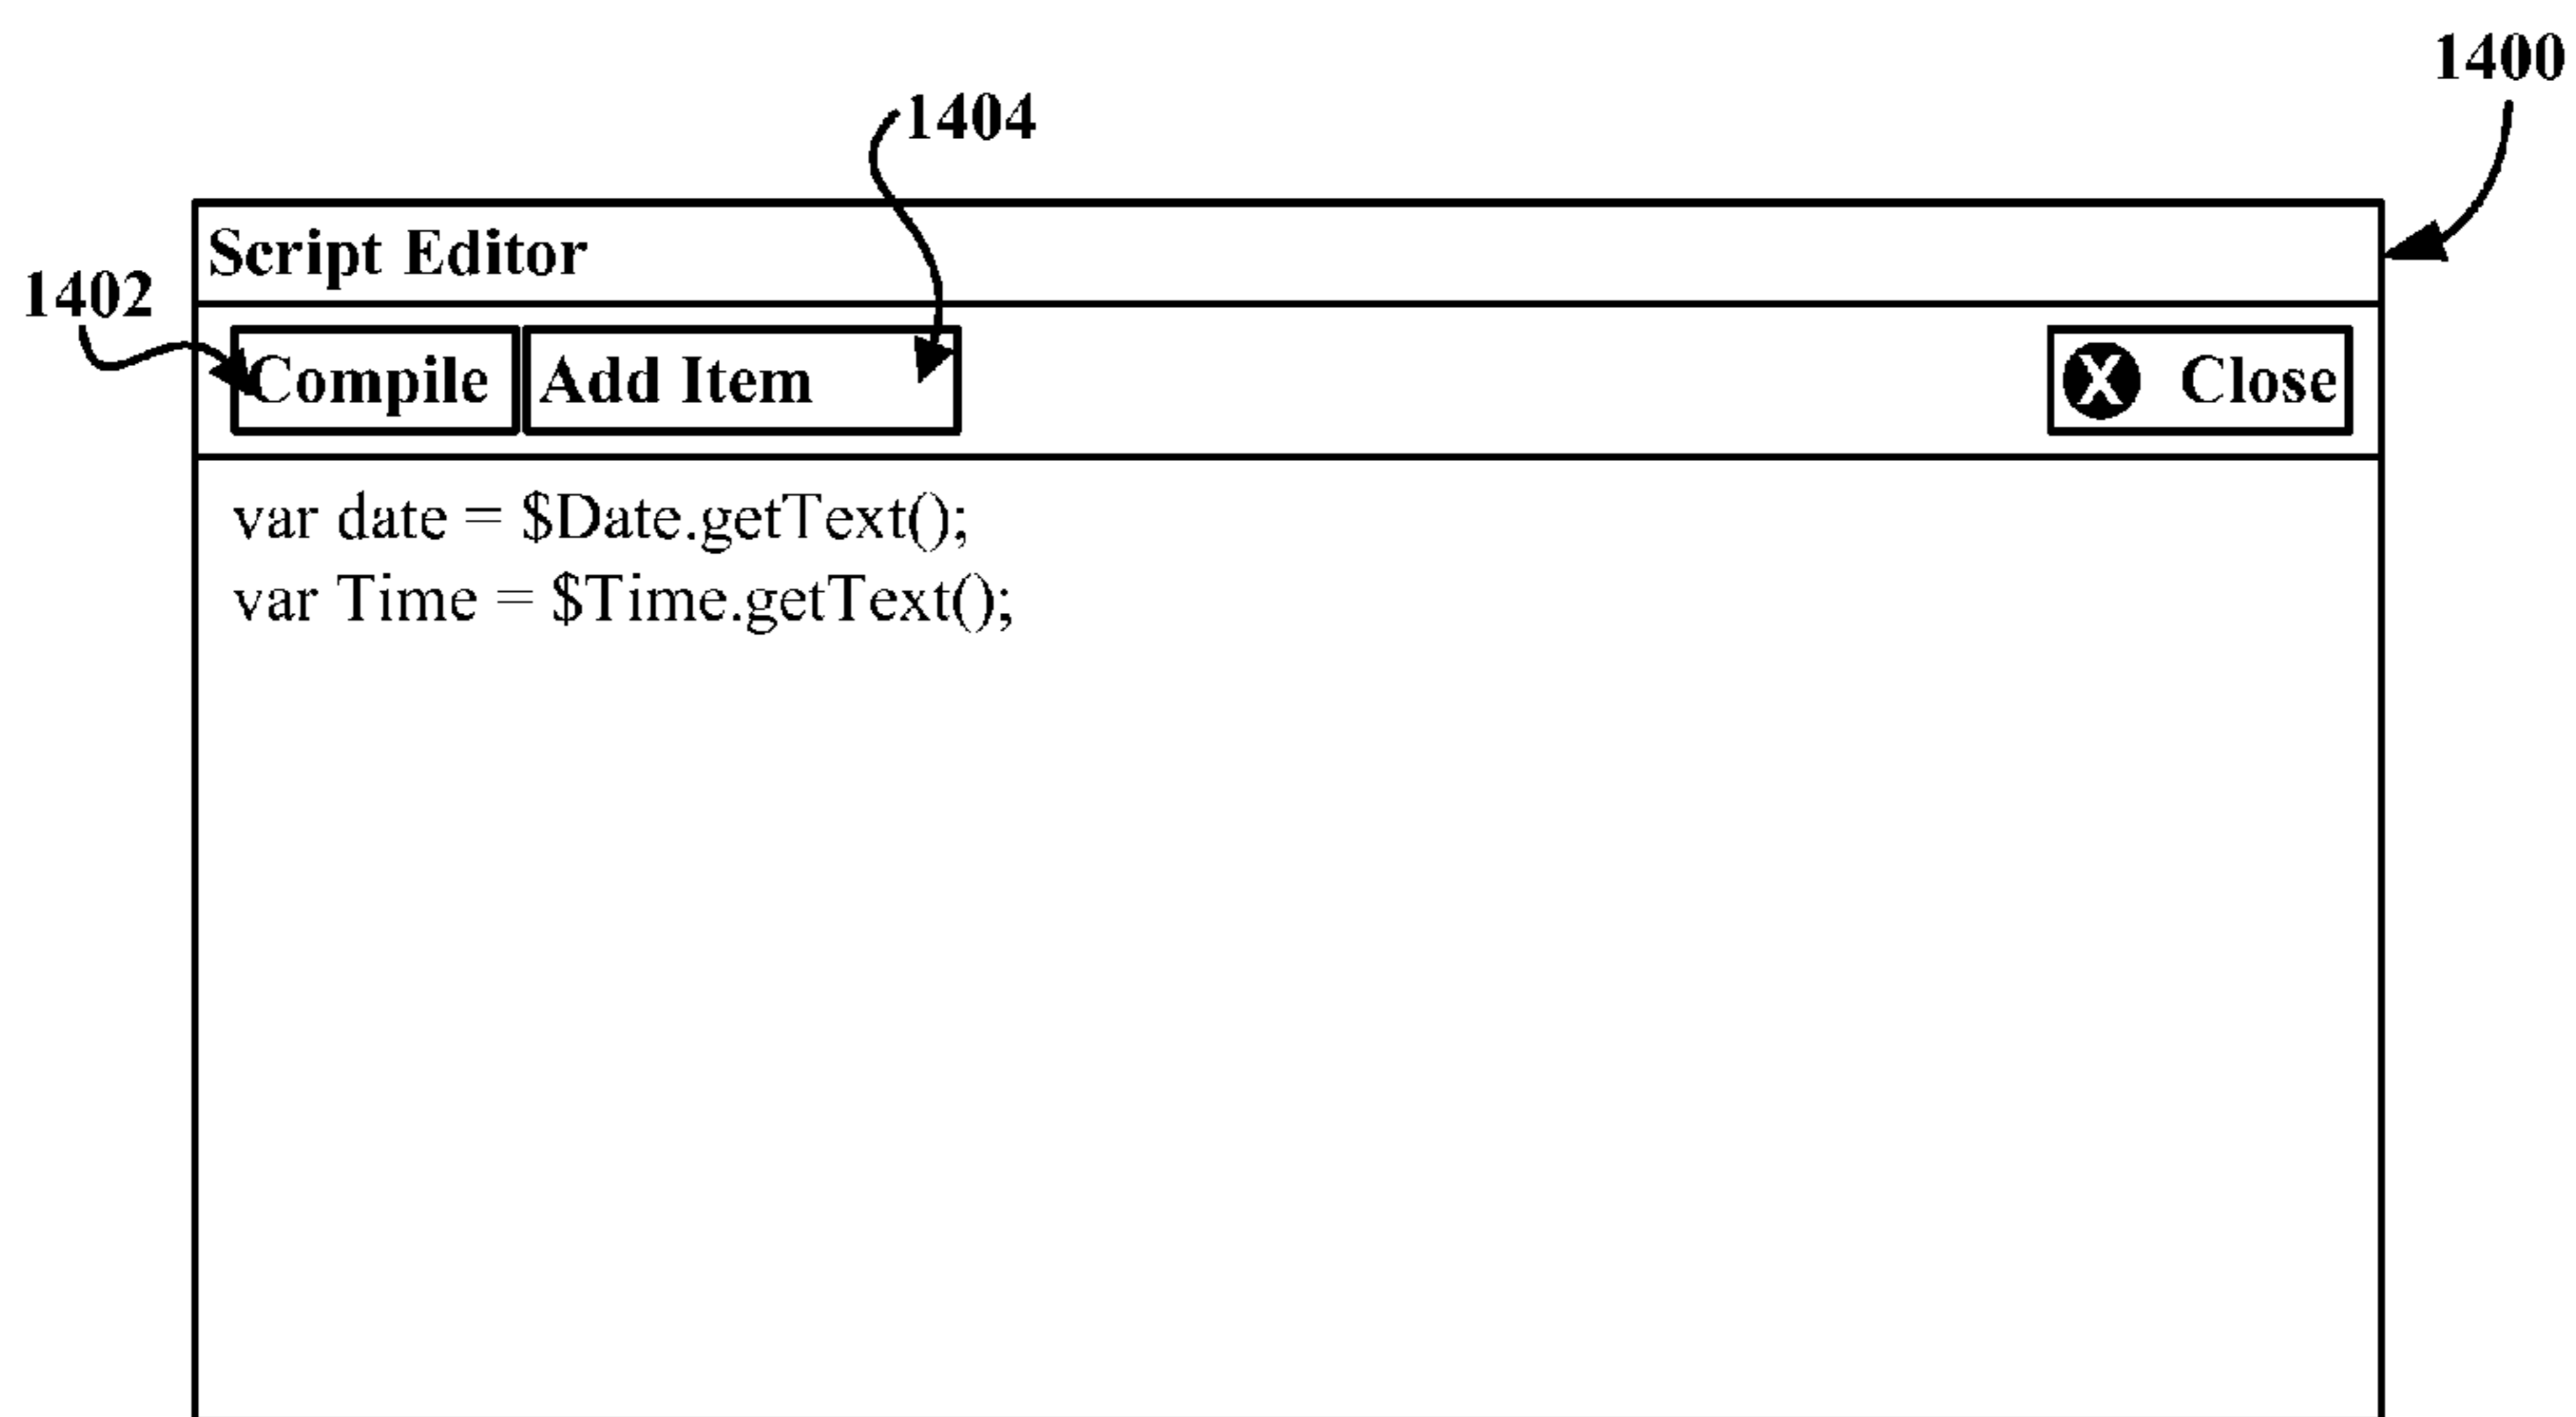 1400
1404
Script Editor
1402
Compile Add Item X Close
var date = $Date.getText();
var Time = $Time.getText();